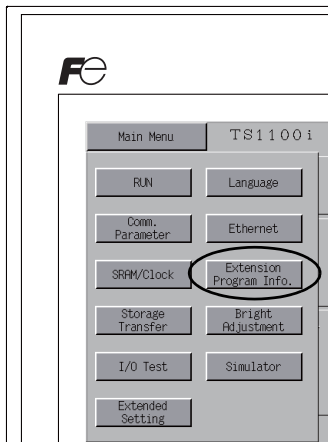 Fe
Main Menu
TS1100i
RUN
Language
Comm.
Parameter
Ethernet
SRAM/Clock
Extension
Program Info.
Storage
Transfer
Bright
Adjustment
I/O Test
Simulator
Extended
Setting